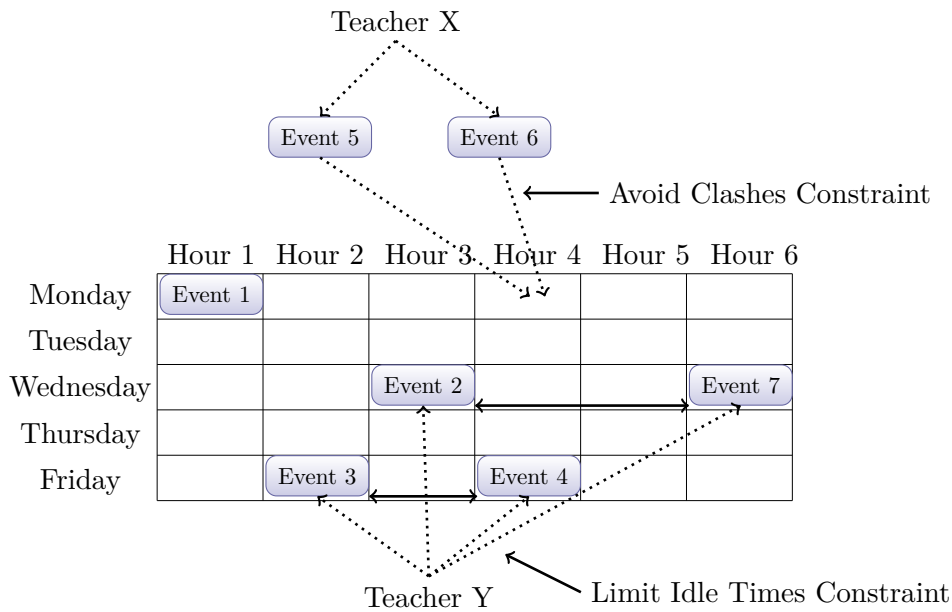 Teacher X
Event 5 Event 6
Avoid Clashes Constraint
Hour 1 Hour 2 Hour 3 Hour 4 Hour 5 Hour 6
Monday Event 1
Tuesday
Wednesday Event 2 Event 7
Thursday
Friday Event 3 Event 4
Limit Idle Times Constraint
Teacher Y